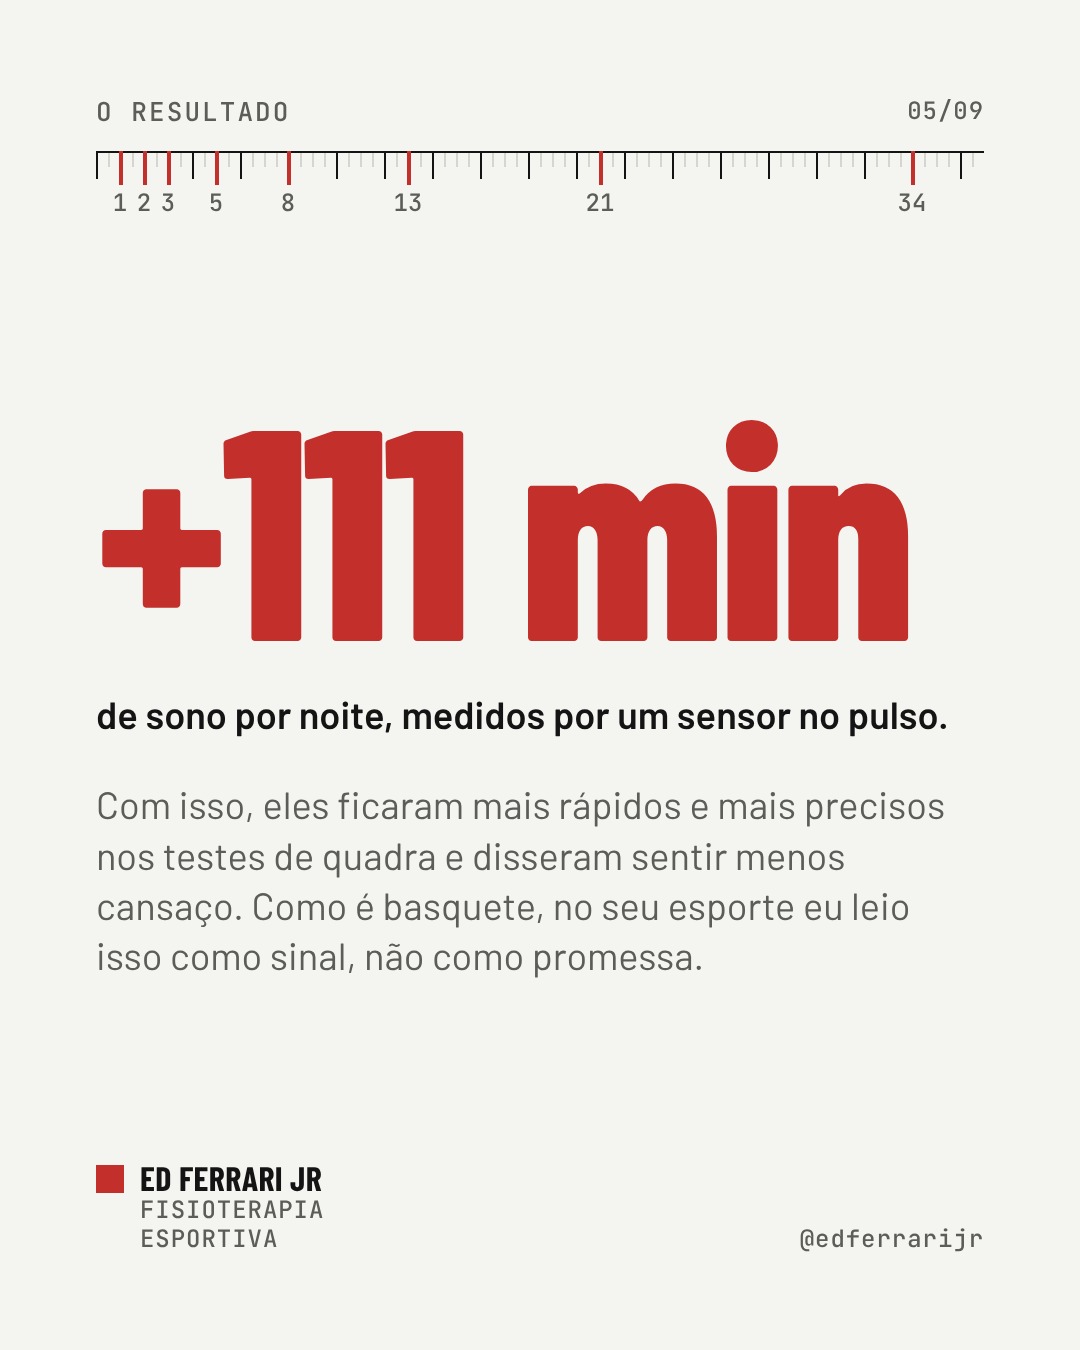 O RESULTADO
05/09
1 2 3 5 8 13 21 34
+111 min
de sono por noite, medidos por um sensor no pulso.
Com isso, eles ficaram mais rápidos e mais precisos
nos testes de quadra e disseram sentir menos
cansaço. Como é basquete, no seu esporte eu leio
isso como sinal, não como promessa.
ED FERRARI JR
FISIOTERAPIA
ESPORTIVA
@edferrarijr